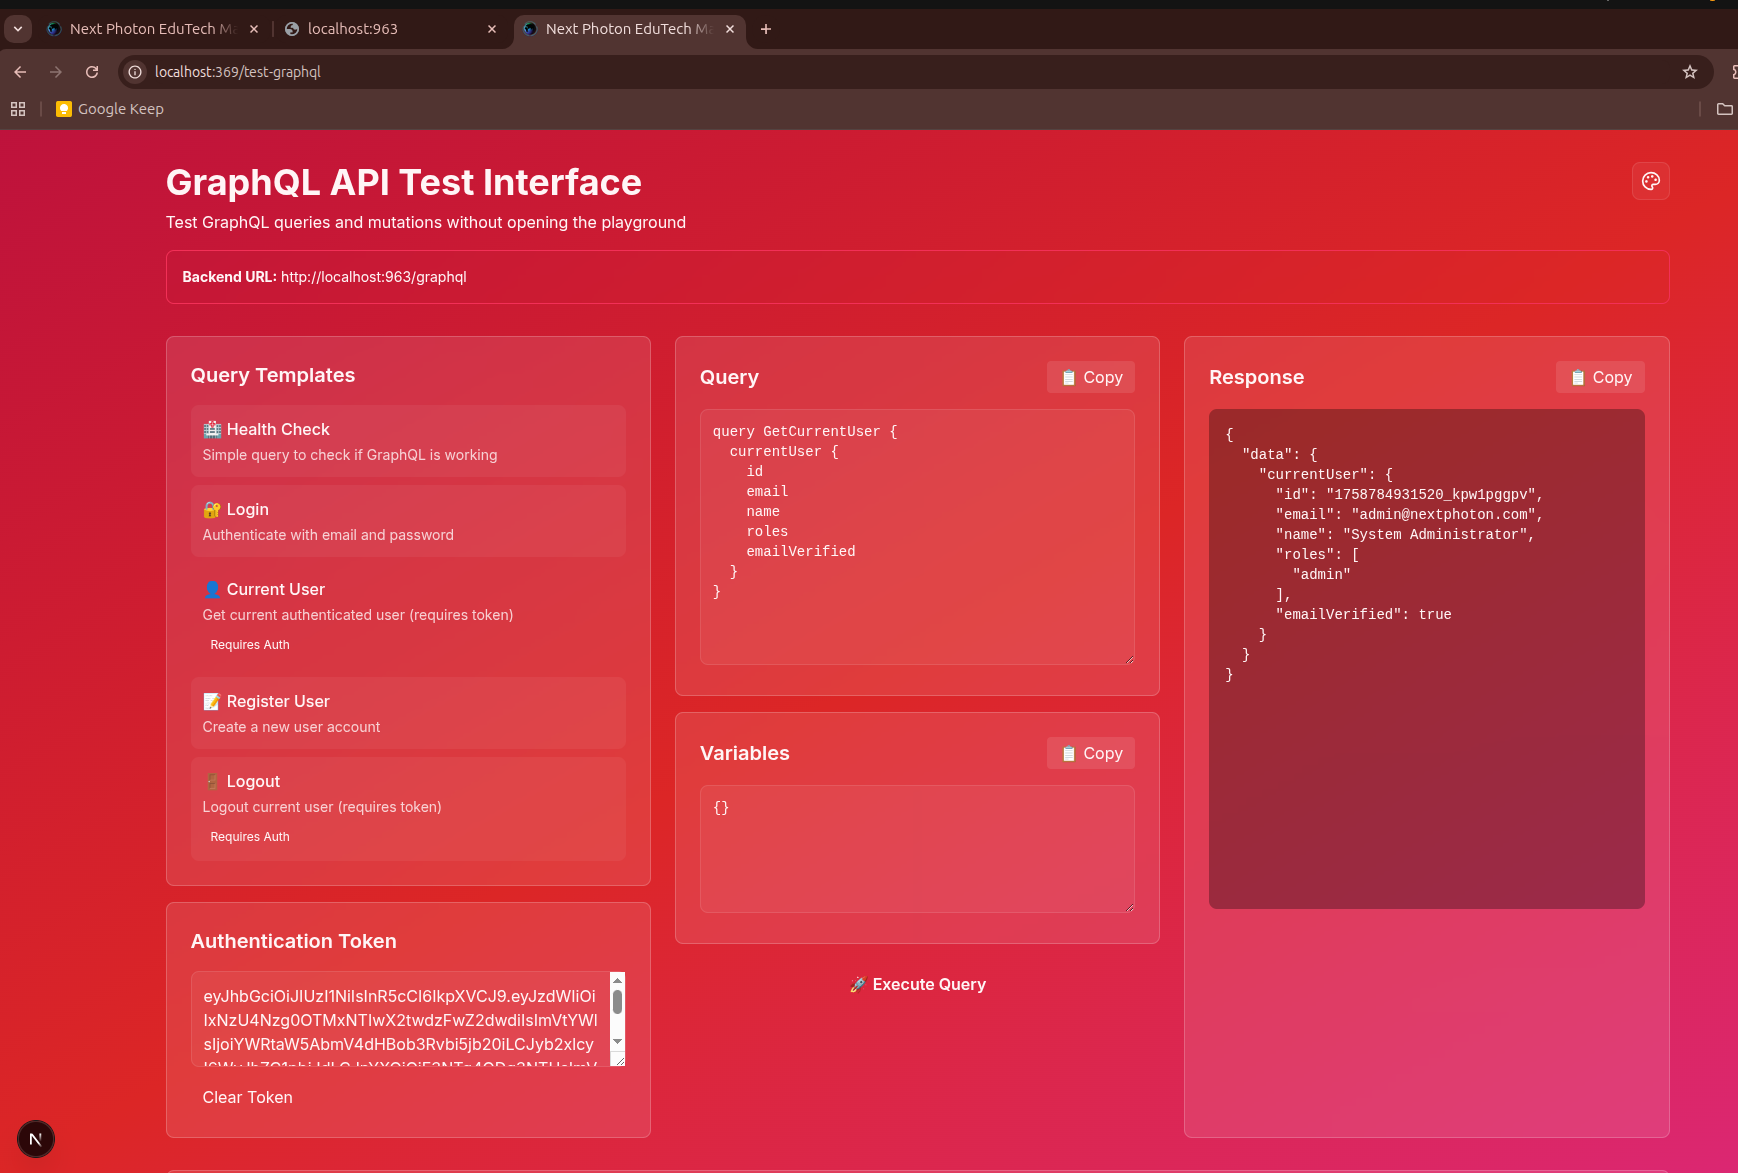 Next Photon EduTech M
localhost:963
Next Photon EduTech M
localhost:369/test-graphql
Google Keep
GraphQL API Test Interface
Test GraphQL queries and mutations without opening the playground
Backend URL: http://localhost:963/graphql
Query Templates
🏥 Health Check
Simple query to check if GraphQL is working
🔐 Login
Authenticate with email and password
👤 Current User
Get current authenticated user (requires token)
Requires Auth
📝 Register User
Create a new user account
🚪 Logout
Logout current user (requires token)
Requires Auth
Authentication Token
eyJhbGciOiJIUzI1NiIsInR5cCI6IkpXVCJ9.eyJzdWIiOi
IxNzU4Nzg0OTMxNTIwX2twdzFwZ2dwdiIsImVtYWl
sIjoiYWRtaW5AbmV4dHBob3Rvbi5jb20iLCJyb2xlcy
Clear Token
Query
📋 Copy
query GetCurrentUser {
  currentUser {
    id
    email
    name
    roles
    emailVerified
  }
}
Variables
📋 Copy
{}
🚀 Execute Query
Response
📋 Copy
{
  "data": {
    "currentUser": {
      "id": "1758784931520_kpw1pggpv",
      "email": "admin@nextphoton.com",
      "name": "System Administrator",
      "roles": [
        "admin"
      ],
      "emailVerified": true
    }
  }
}
N